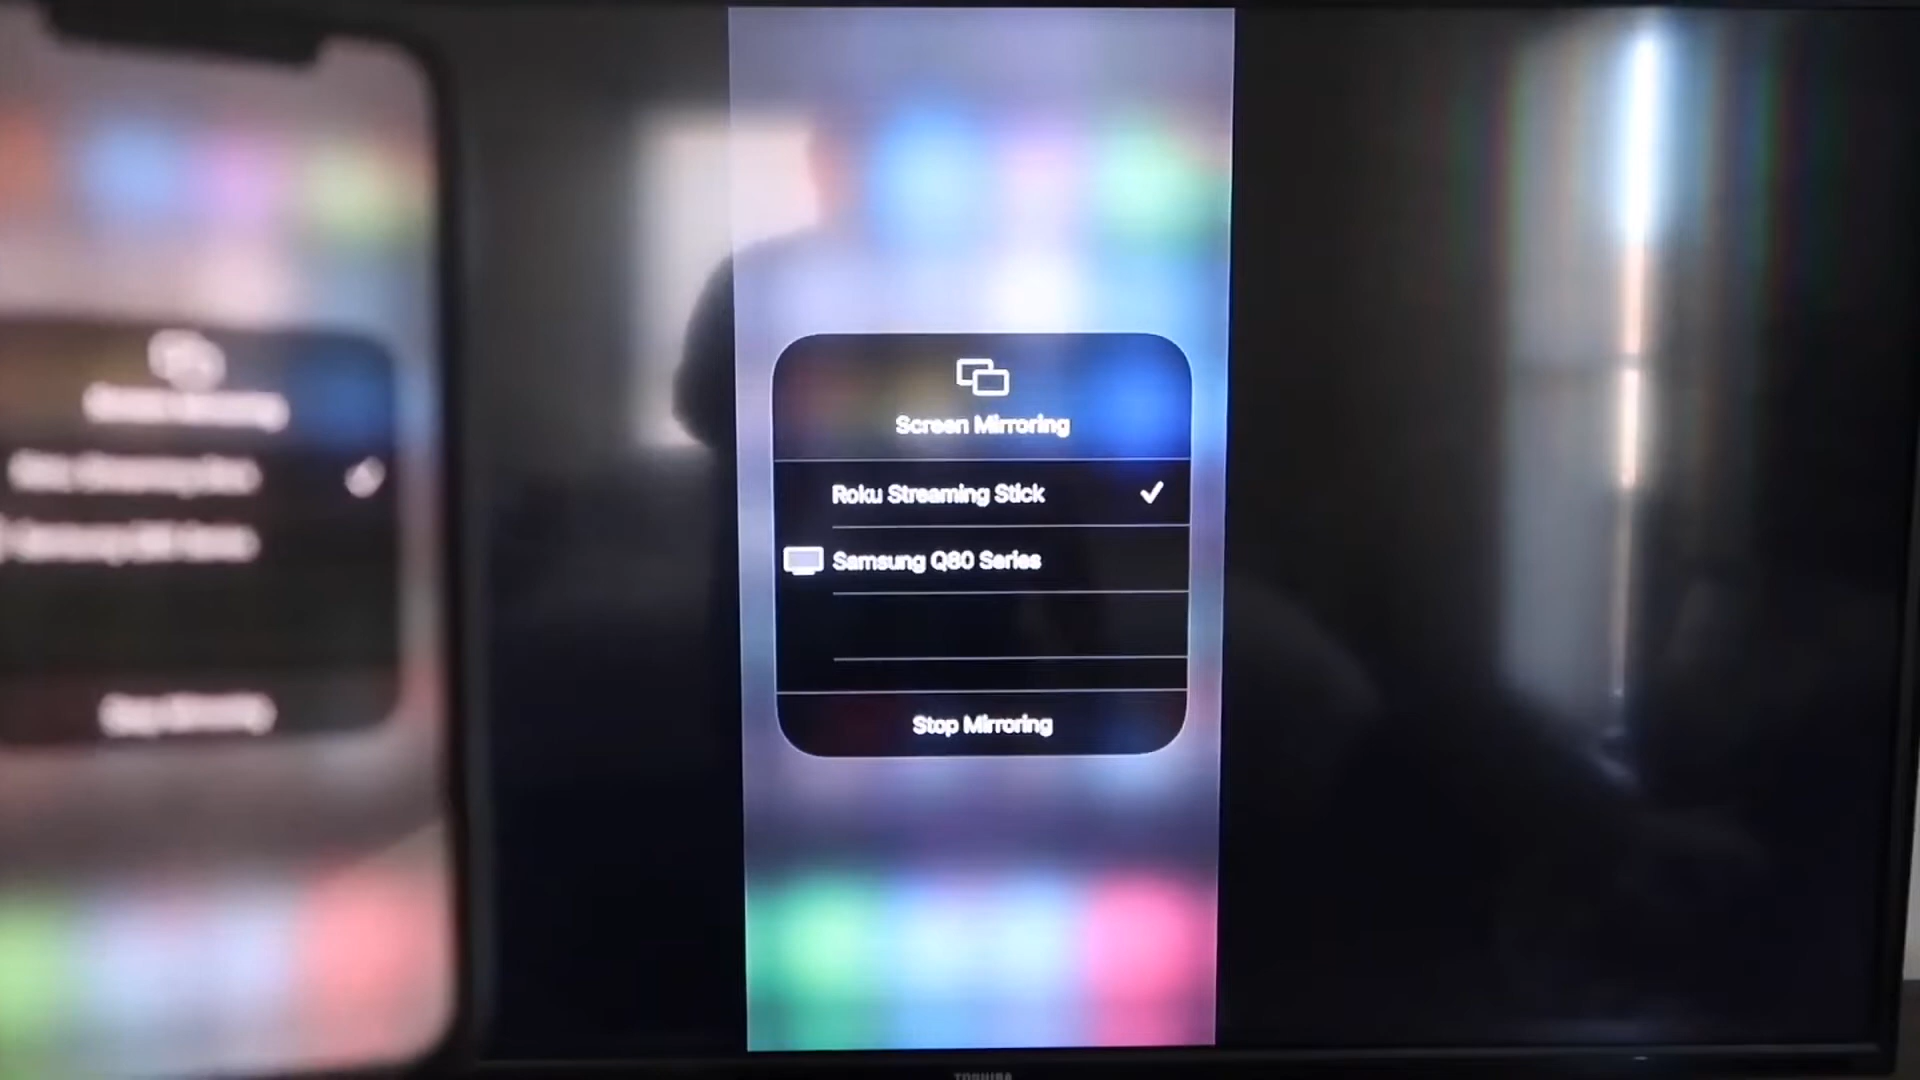 Screen Mirroring
Roku Streaming Stick
Samsung Q80 Series
Stop Mirroring
TOSHIBA